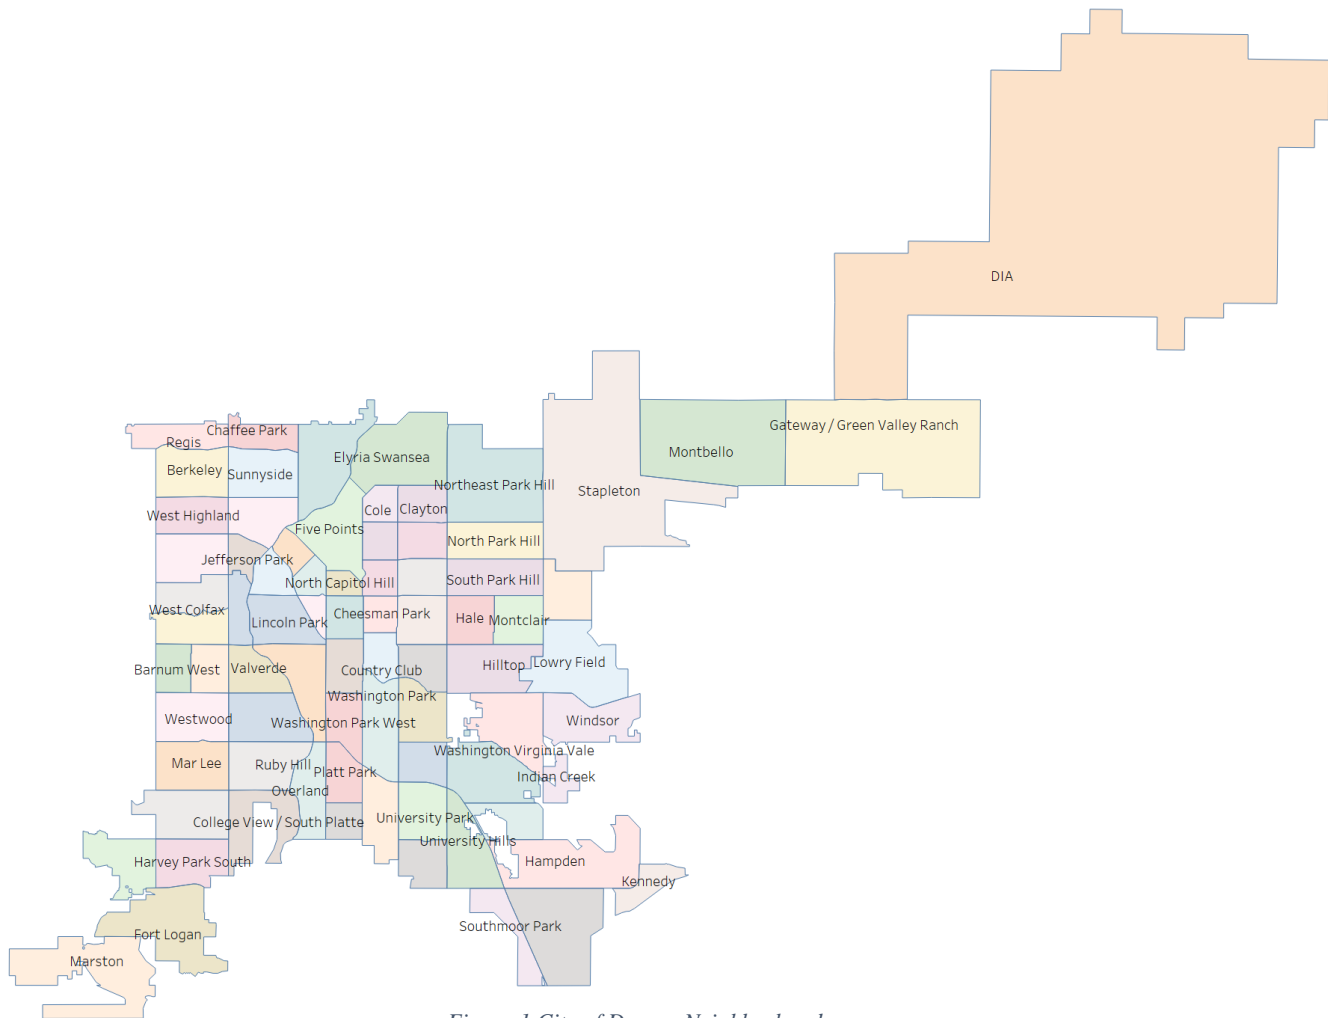 DIA
Chaffee Park
Gateway / Green Valley Ranch
Regis
Montbello
Elyria Swansea
Berkeley
Sunnyside
Northeast Park Hill
Stapleton
Cole
Clayton
West Highland
Five Points
North Park Hill
Jefferson Park
North Capitol Hill
South Park Hill
West Colfax
Cheesman Park
Hale
Montclair
Lincoln Park
Hilltop
Lowry Field
Barnum West
Valverde
Country Club
Washington Park
Westwood
Washington Park West
Windsor
Washington Virginia Vale
Mar Lee
Ruby Hill
Platt Park
Indian Creek
Overland
College View / South Platte
University Park
University Hills
Harvey Park South
Hampden
Kennedy
Southmoor Park
Fort Logan
Marston